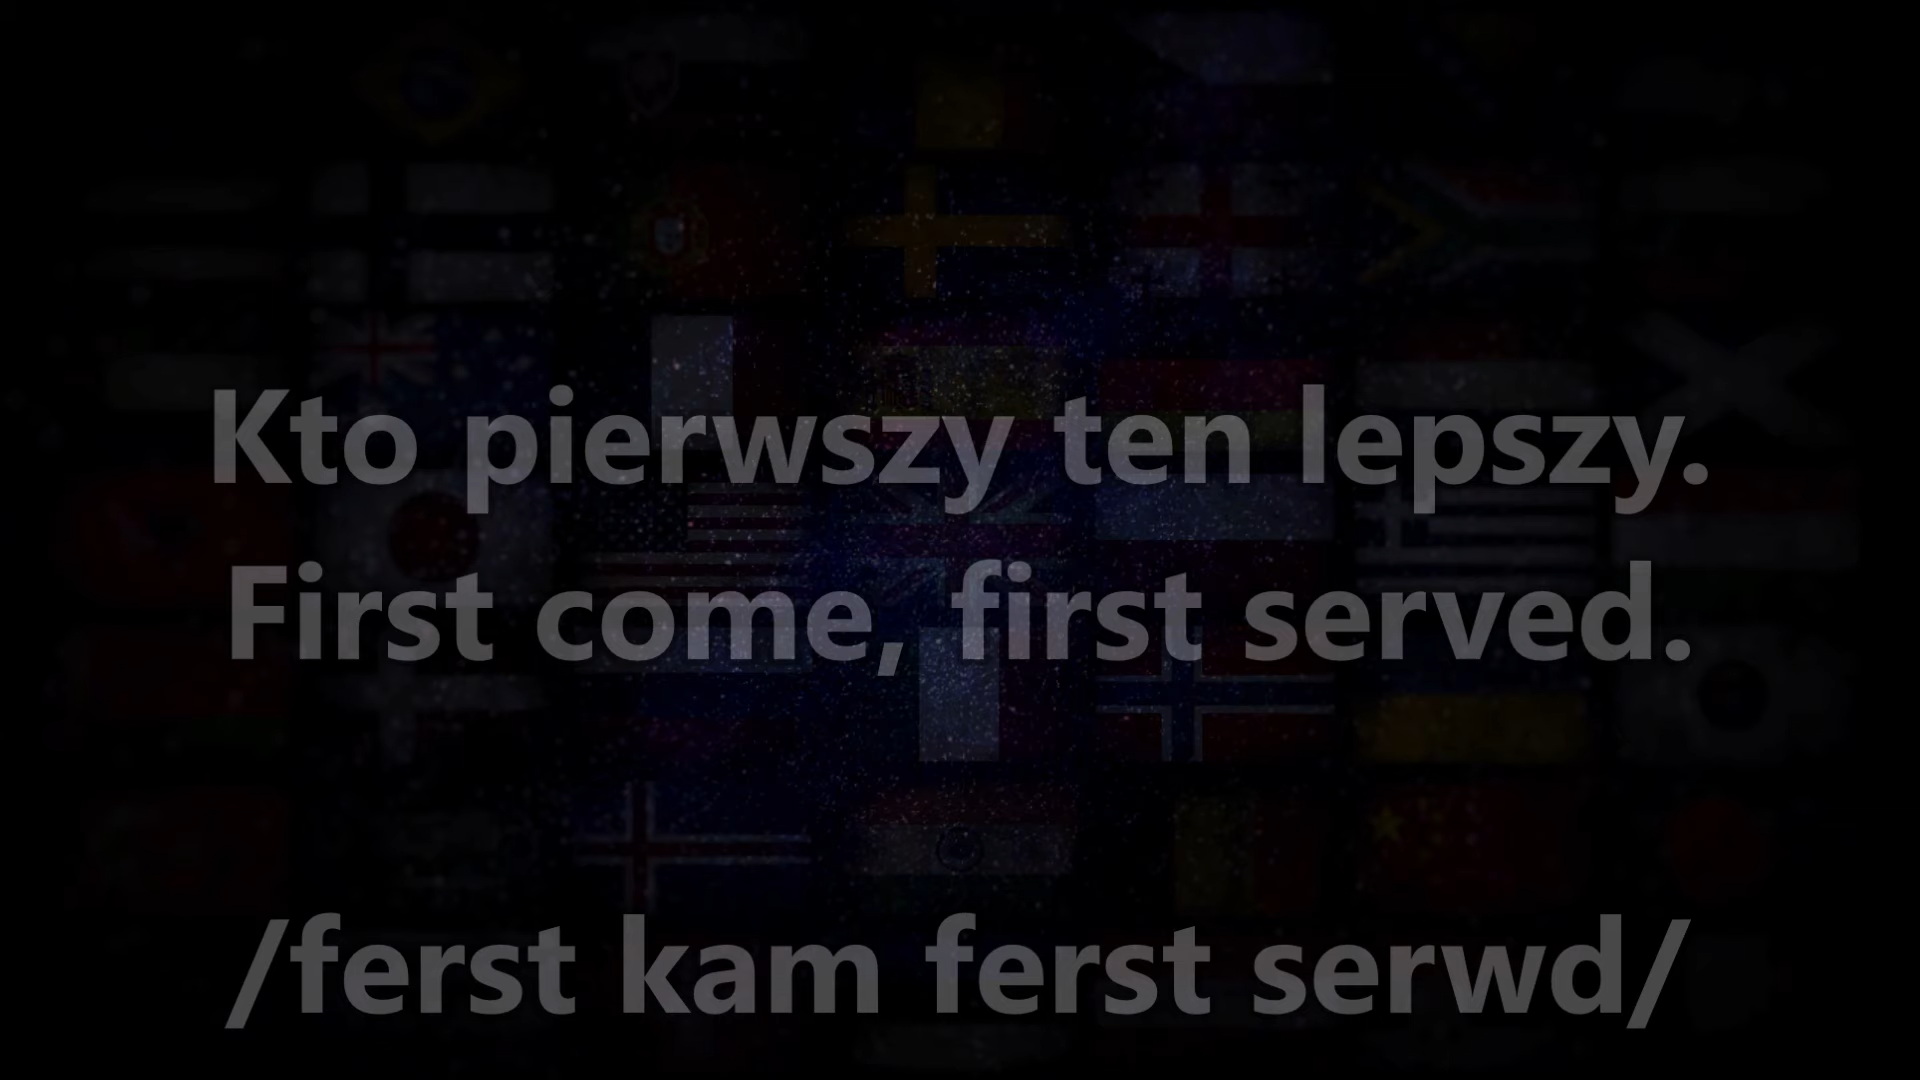 Kto pierwszy ten lepszy.
First come, first served.
/ferst kam ferst serwd/